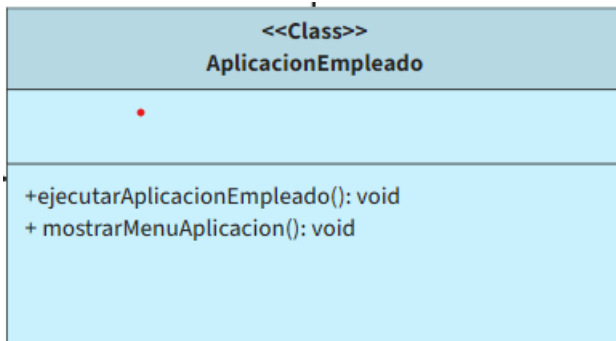 <<Class>>
AplicacionEmpleado
+ejecutarAplicacionEmpleado(): void
+ mostrarMenuAplicacion(): void